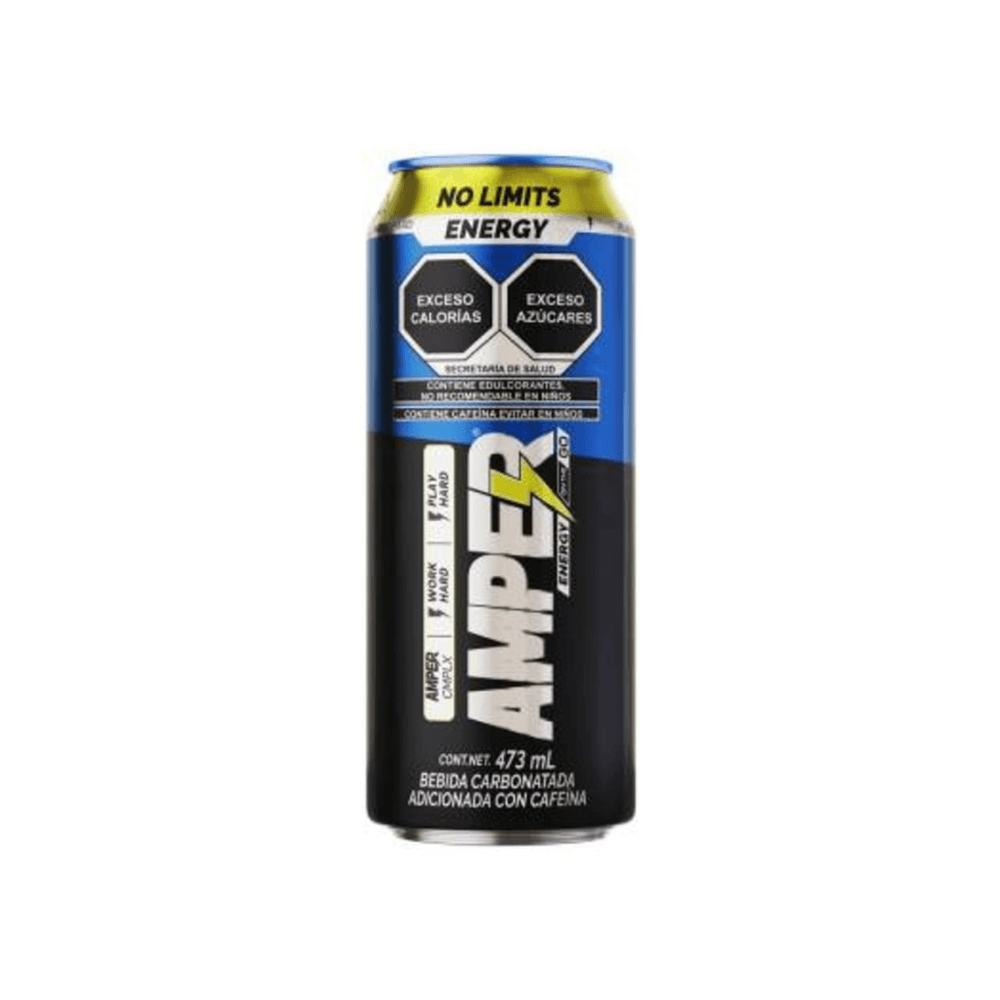 NO LIMITS
ENERGY
EXCESO
CALORÍAS
EXCESO
AZÚCARES
SECRETARÍA DE SALUD
CONTIENE EDULCORANTES,
NO RECOMENDABLE EN NIÑOS
CONTIENE CAFEÍNA EVITAR EN NIÑOS
AMPER
CMPLX
WORK
HARD
PLAY
HARD
AMPER®
ENERGY
GO
CONT.NET. 473 mL
BEBIDA CARBONATADA
ADICIONADA CON CAFEÍNA